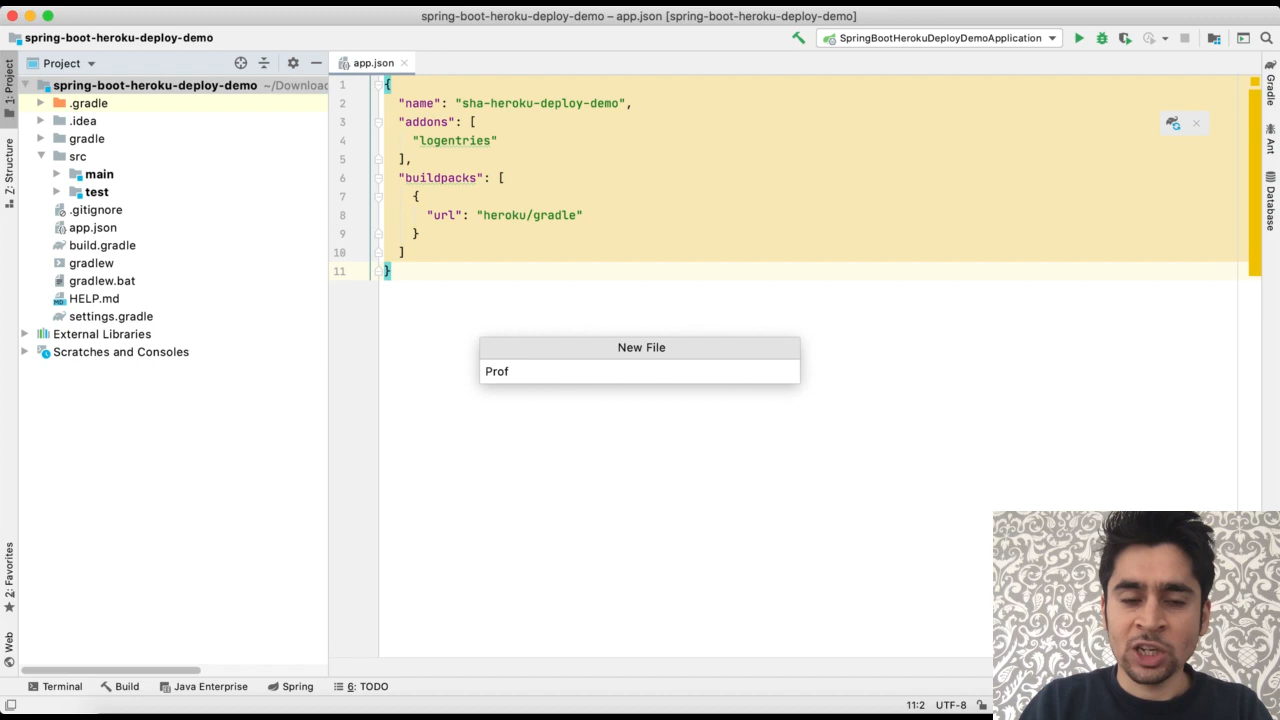 spring-boot-heroku-deploy-demo – app.json [spring-boot-heroku-deploy-demo]
spring-boot-heroku-deploy-demo
SpringBootHerokuDeployDemoApplication
1: Project
Z: Structure
2: Favorites
Web
Project
spring-boot-heroku-deploy-demo ~/Downloa
.gradle
.idea
gradle
src
main
test
.gitignore
app.json
build.gradle
gradlew
gradlew.bat
HELP.md
settings.gradle
External Libraries
Scratches and Consoles
app.json
1 {
2 "name": "sha-heroku-deploy-demo",
3 "addons": [
4 "logentries"
5 ],
6 "buildpacks": [
7 {
8 "url": "heroku/gradle"
9 }
10 ]
11 }
New File
Prof
Gradle
Ant
Database
Terminal
Build
Java Enterprise
Spring
6: TODO
11:2 UTF-8